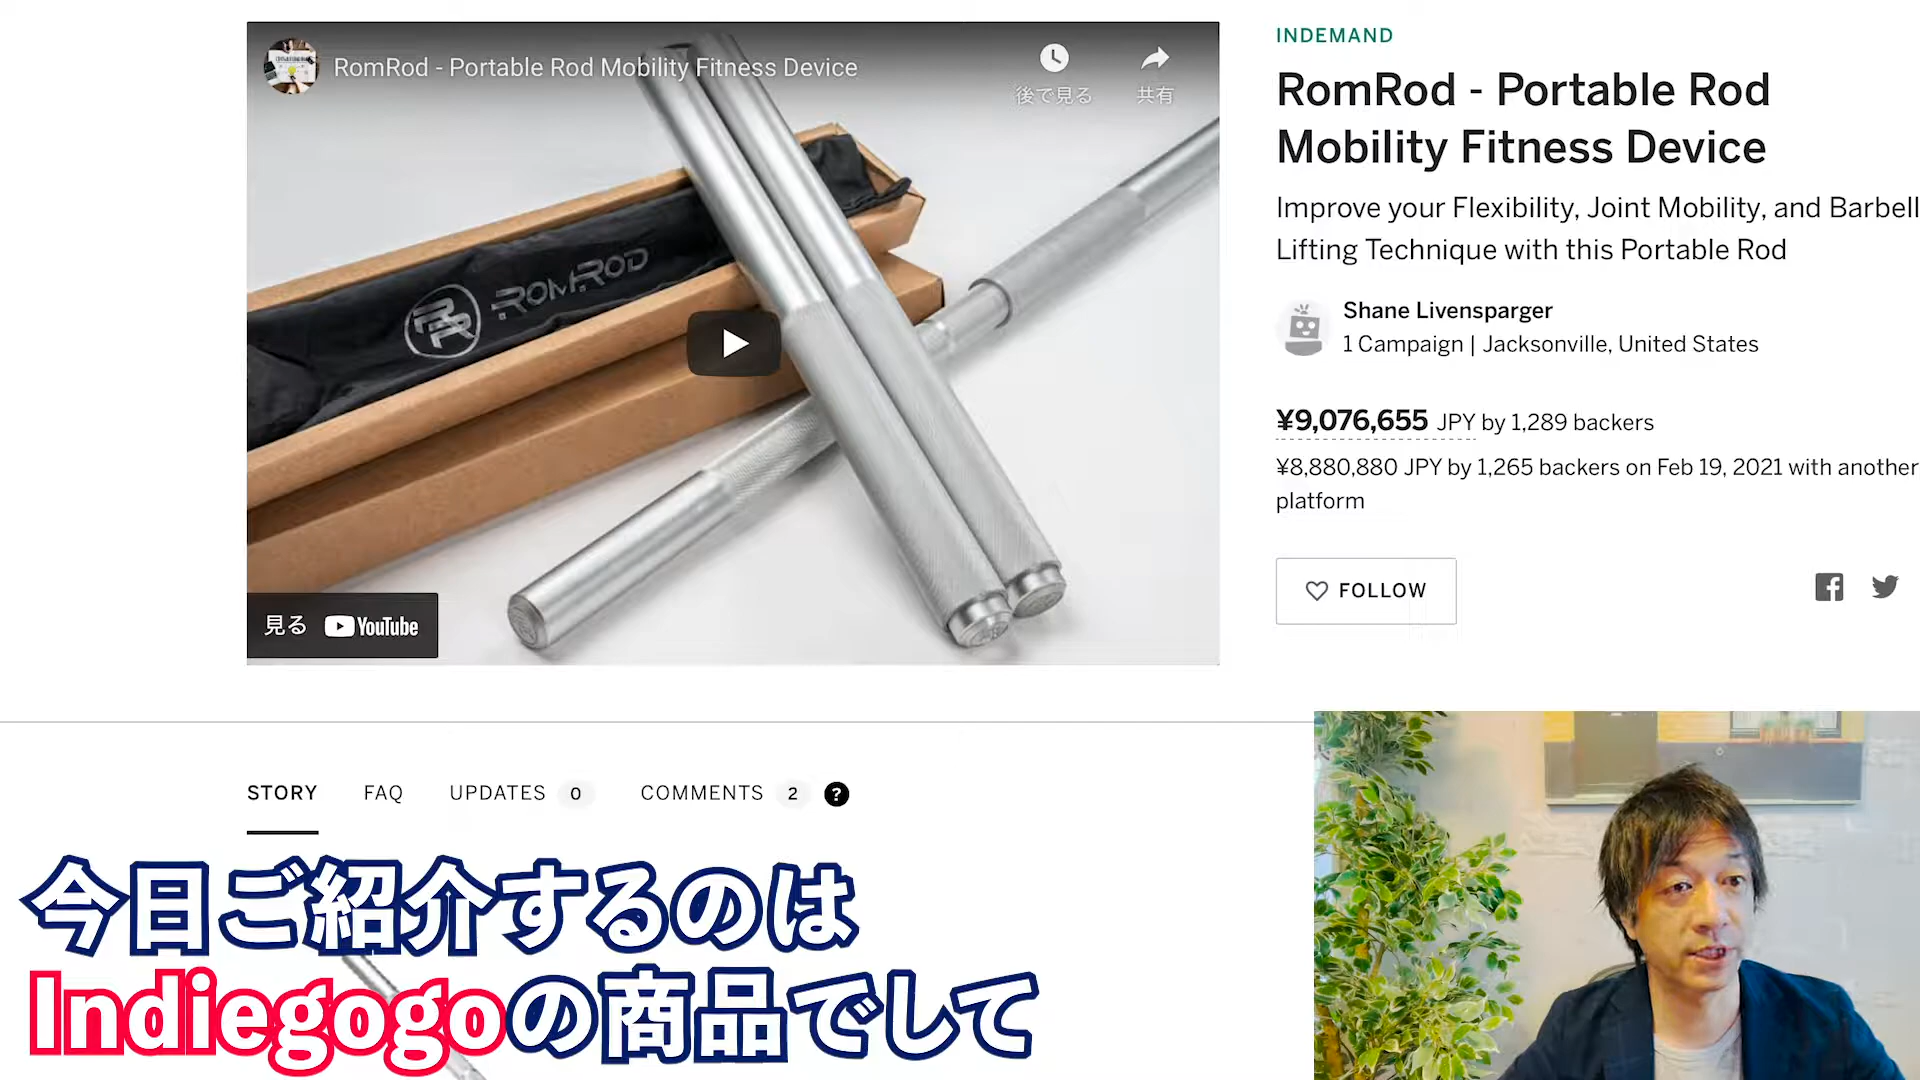 RomRod - Portable Rod Mobility Fitness Device
後で見る
共有
ROMROD
見る YouTube
INDEMAND
RomRod - Portable Rod
Mobility Fitness Device
Improve your Flexibility, Joint Mobility, and Barbell
Lifting Technique with this Portable Rod
Shane Livensparger
1 Campaign | Jacksonville, United States
¥9,076,655 JPY by 1,289 backers
¥8,880,880 JPY by 1,265 backers on Feb 19, 2021 with another
platform
FOLLOW
STORY FAQ UPDATES 0 COMMENTS 2 ?
今日ご紹介するのは
Indiegogoの商品でして